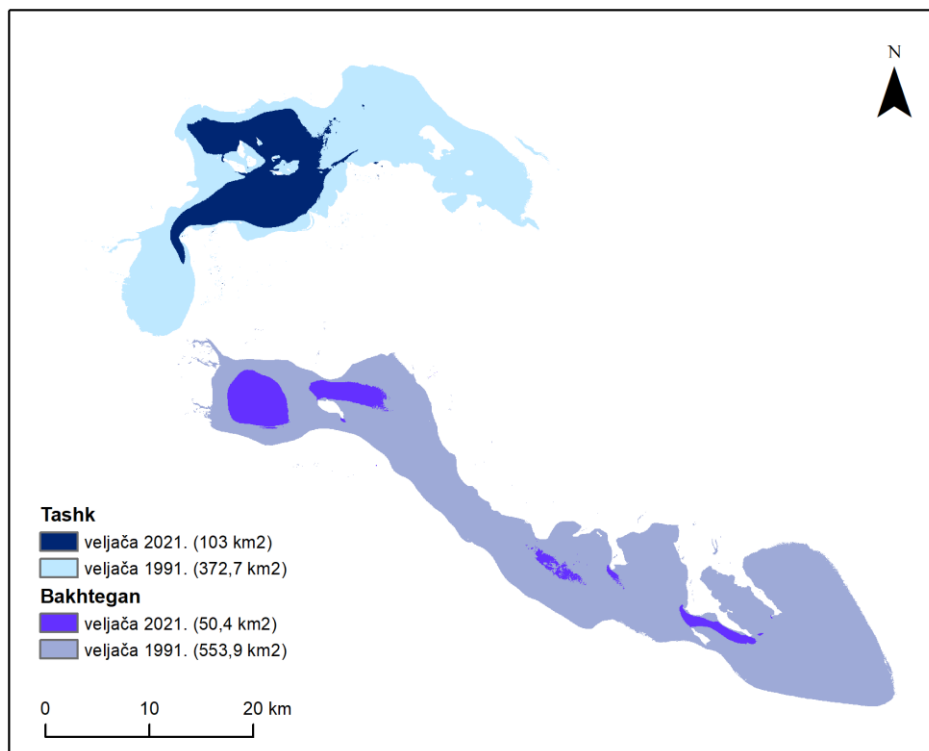 N
Tashk
veljača 2021. (103 km2)
veljača 1991. (372,7 km2)
Bakhtegan
veljača 2021. (50,4 km2)
veljača 1991. (553,9 km2)
0 10 20 km